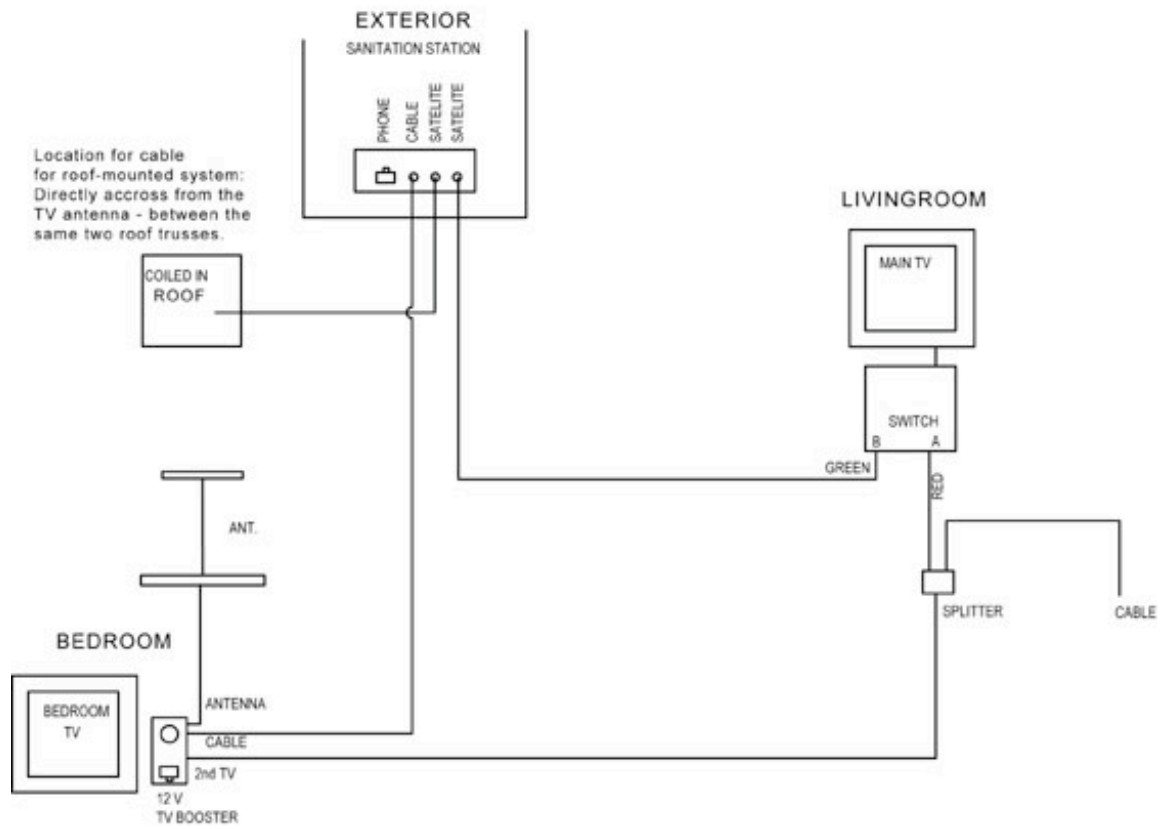 EXTERIOR
SANITATION STATION
PHONE
CABLE
SATELITE
SATELITE
Location for cable
for roof-mounted system:
Directly accross from the
TV antenna - between the
same two roof trusses.
COILED IN
ROOF
LIVINGROOM
MAIN TV
SWITCH
B
A
GREEN
RED
ANT.
SPLITTER
CABLE
BEDROOM
BEDROOM
TV
ANTENNA
CABLE
2nd TV
12 V
TV BOOSTER